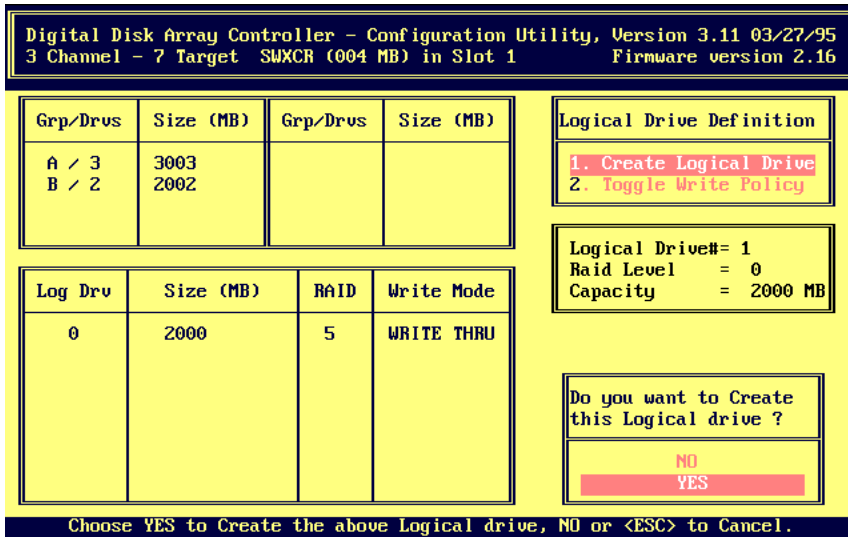 Digital Disk Array Controller – Configuration Utility, Version 3.11 03/27/95
3 Channel – 7 Target SWXCR (004 MB) in Slot 1 Firmware version 2.16
Grp/Drvs Size (MB) Grp/Drvs Size (MB)
A / 3 3003
B / 2 2002
Logical Drive Definition
1. Create Logical Drive
2. Toggle Write Policy
Logical Drive#= 1
Raid Level = 0
Capacity = 2000 MB
Log Drv Size (MB) RAID Write Mode
0 2000 5 WRITE THRU
Do you want to Create
this Logical drive ?
NO
YES
Choose YES to Create the above Logical drive, NO or <ESC> to Cancel.